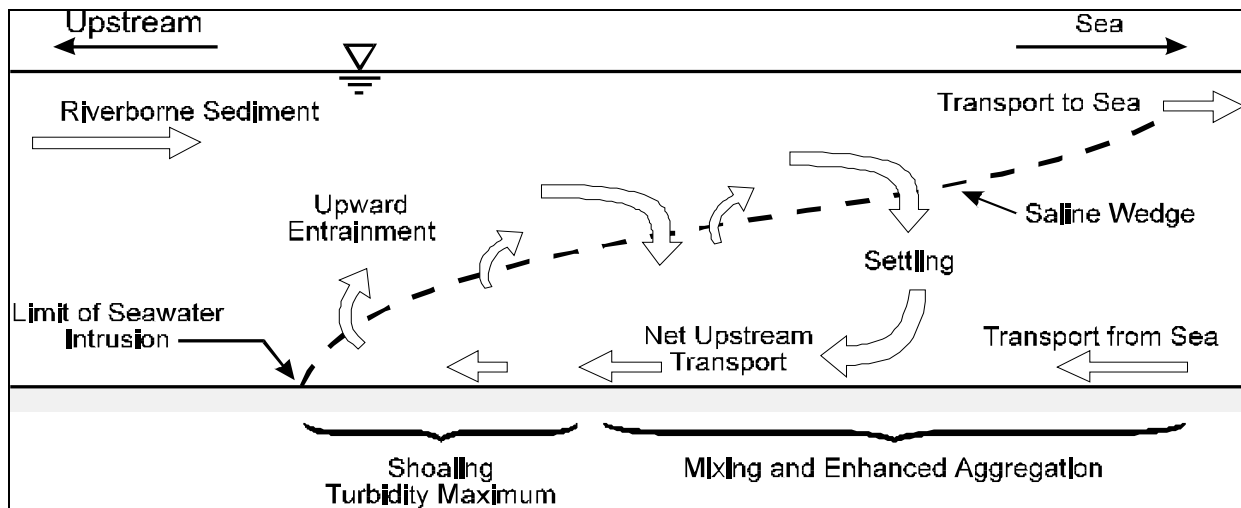 Upstream
Sea
Riverborne Sediment
Transport to Sea
Upward
Entrainment
Saline Wedge
Settling
Limit of Seawater
Intrusion
Net Upstream
Transport
Transport from Sea
Shoaling
Turbidity Maximum
Mixing and Enhanced Aggregation